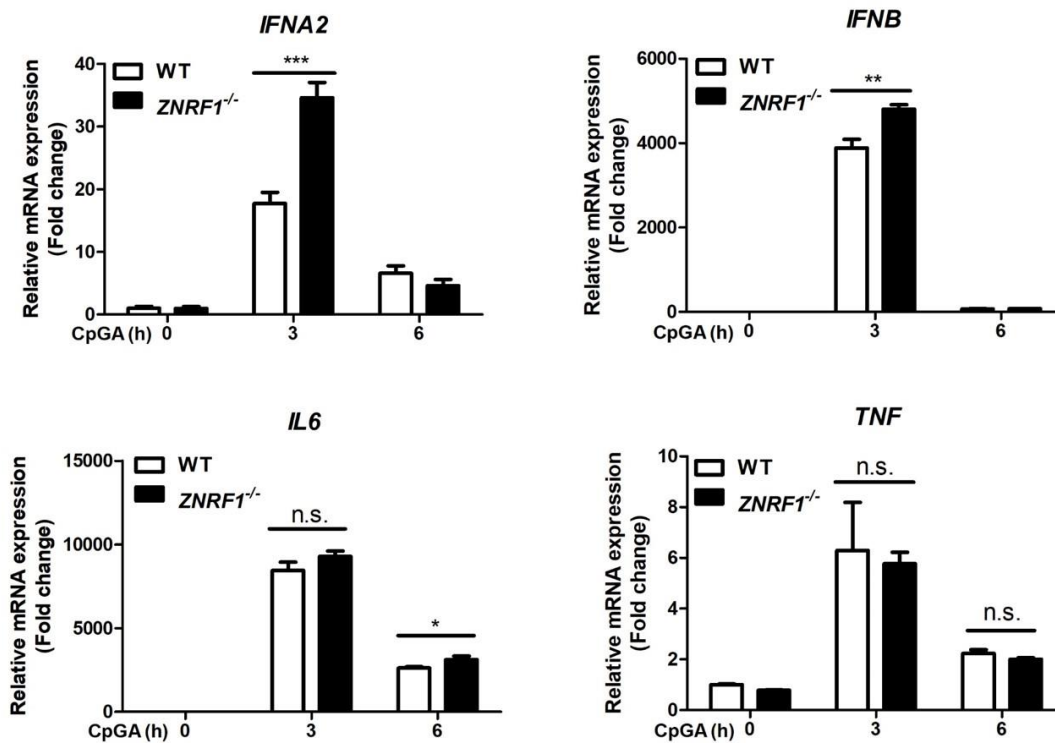 IFNA2
Relative mRNA expression
(Fold change)
WT
ZNRF1-/-
***
40
30
20
10
0
CpGA (h) 0 3 6
IFNB
Relative mRNA expression
(Fold change)
WT
ZNRF1-/-
**
6000
4000
2000
0
CpGA (h) 0 3 6
IL6
Relative mRNA expression
(Fold change)
WT
ZNRF1-/-
n.s.
*
15000
10000
5000
0
CpGA (h) 0 3 6
TNF
Relative mRNA expression
(Fold change)
WT
ZNRF1-/-
n.s.
n.s.
10
8
6
4
2
0
CpGA (h) 0 3 6